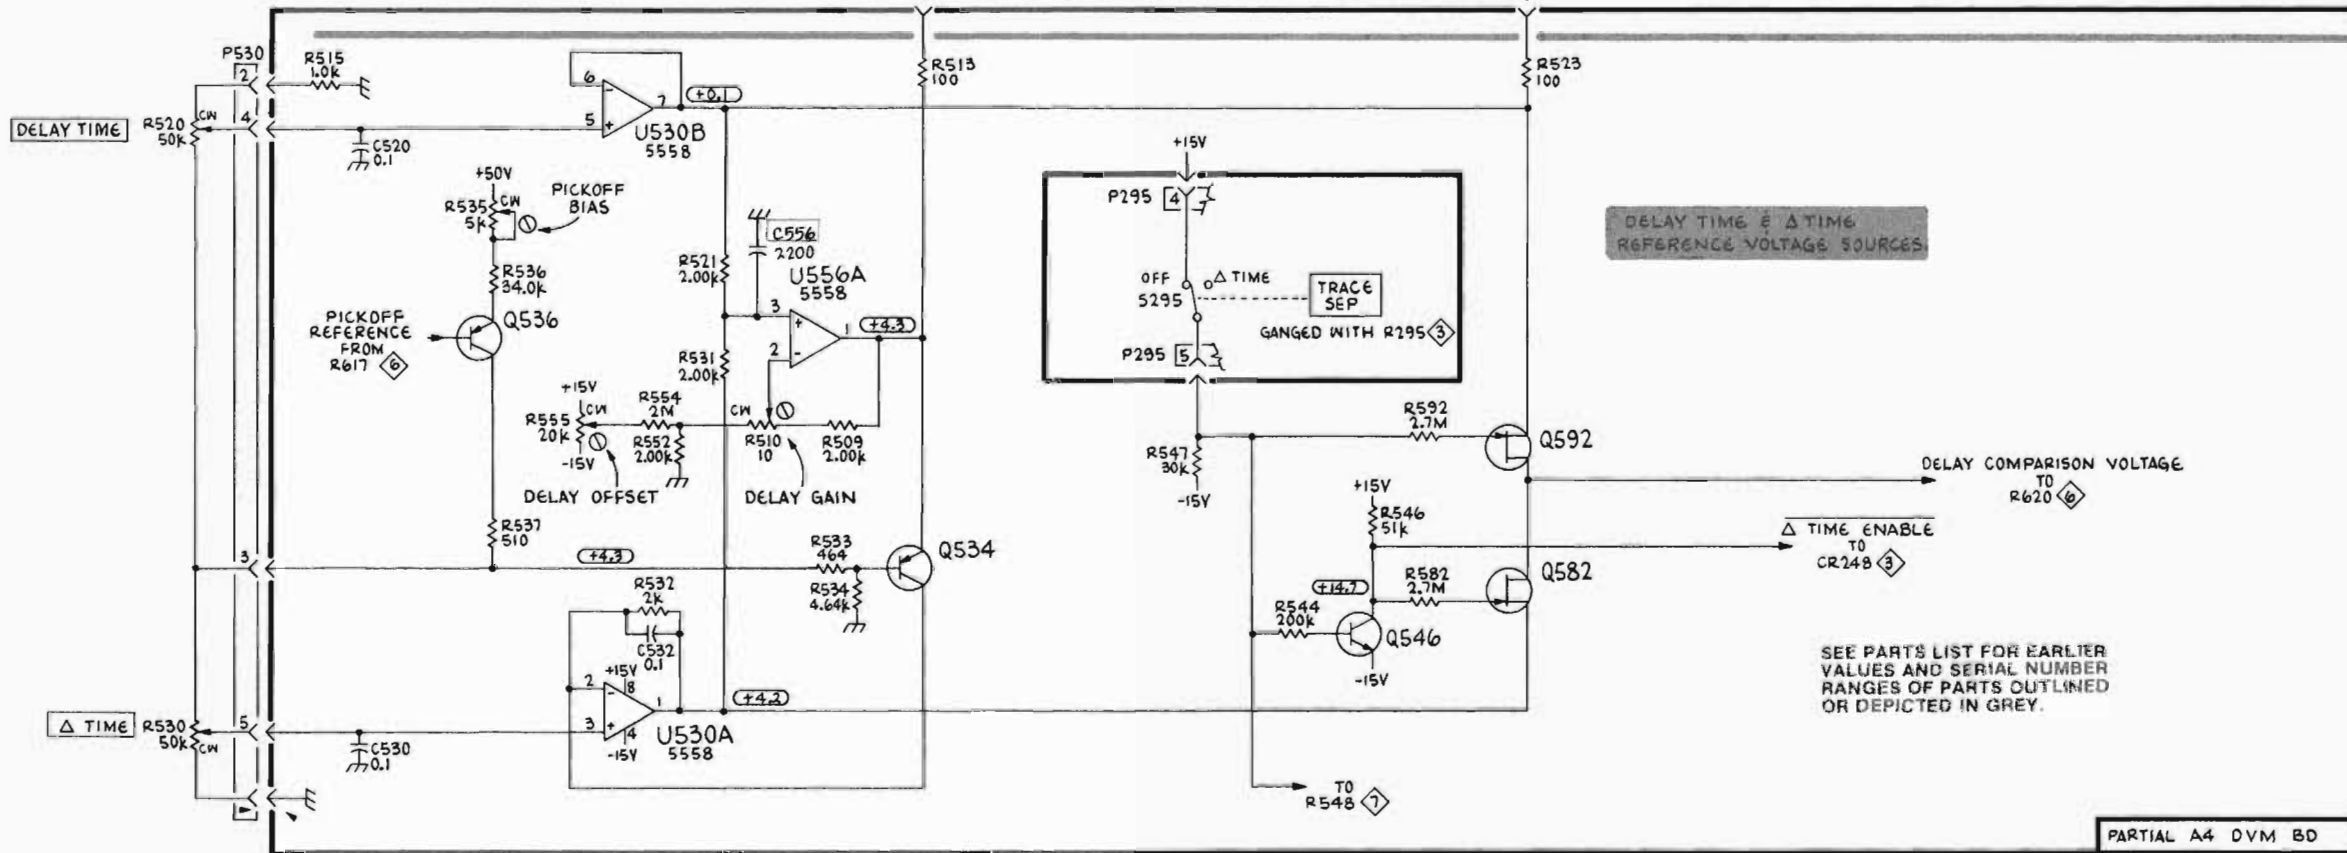 P530
2
R515
1.0k
DELAY TIME
R520
50k
CW
4
C520
0.1
6
5
7
+0.1
U530B
5558
R513
100
R523
100
+50V
R535
5k
CW
PICKOFF
BIAS
R536
34.0k
PICKOFF
REFERENCE
FROM
R617 6
Q536
R521
2.00k
C556
2200
U556A
5558
3
2
1
+4.3
R531
2.00k
+15V
R555
20k
CW
-15V
R554
2M
R552
2.00k
CW
R510
10
R509
2.00k
DELAY OFFSET
DELAY GAIN
R537
510
3
+4.3
R533
464
R534
4.64k
Q534
R532
2k
C532
0.1
+15V
8
2
3
1
4
-15V
+4.2
U530A
5558
Δ TIME
R530
50k
CW
5
C530
0.1
+15V
P295
4
OFF
Δ TIME
S295
TRACE
SEP
GANGED WITH R295 3
P295
5
DELAY TIME & Δ TIME
REFERENCE VOLTAGE SOURCES
R547
30k
-15V
R592
2.7M
Q592
DELAY COMPARISON VOLTAGE
TO
R620 6
+15V
R546
51k
Δ TIME ENABLE
TO
CR248 3
+14.7
R582
2.7M
Q582
R544
200k
Q546
-15V
TO
R548 7
SEE PARTS LIST FOR EARLIER
VALUES AND SERIAL NUMBER
RANGES OF PARTS OUTLINED
OR DEPICTED IN GREY.
PARTIAL A4 DVM BD